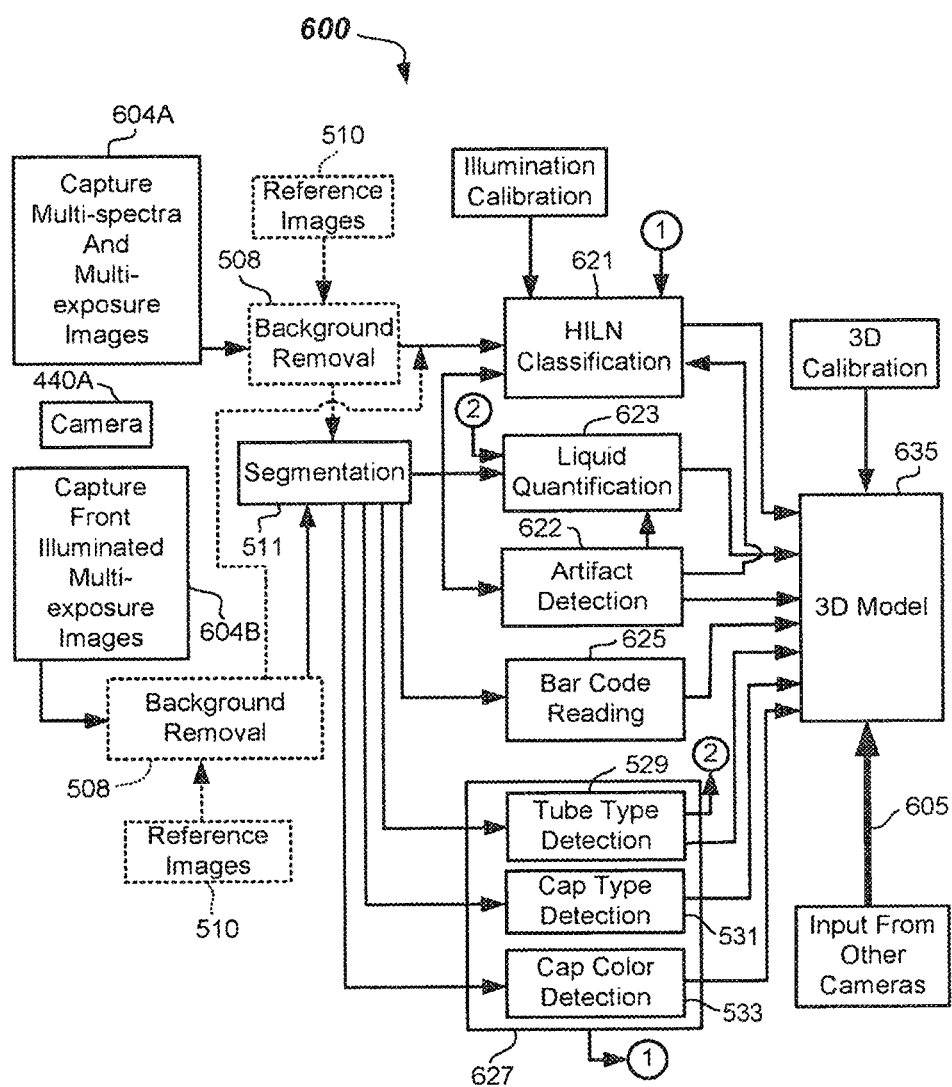 600
604A
Capture
Multi-spectra
And
Multi-
exposure
Images
510
Reference
Images
508
Background
Removal
Illumination
Calibration
1
621
HILN
Classification
3D
Calibration
440A
Camera
2
623
Liquid
Quantification
635
Segmentation
511
Capture
Front
Illuminated
Multi-
exposure
Images
604B
622
Artifact
Detection
3D Model
625
Bar Code
Reading
Background
Removal
508
Reference
Images
510
2
529
Tube Type
Detection
605
Cap Type
Detection
531
Input From
Other
Cameras
Cap Color
Detection
533
627
1